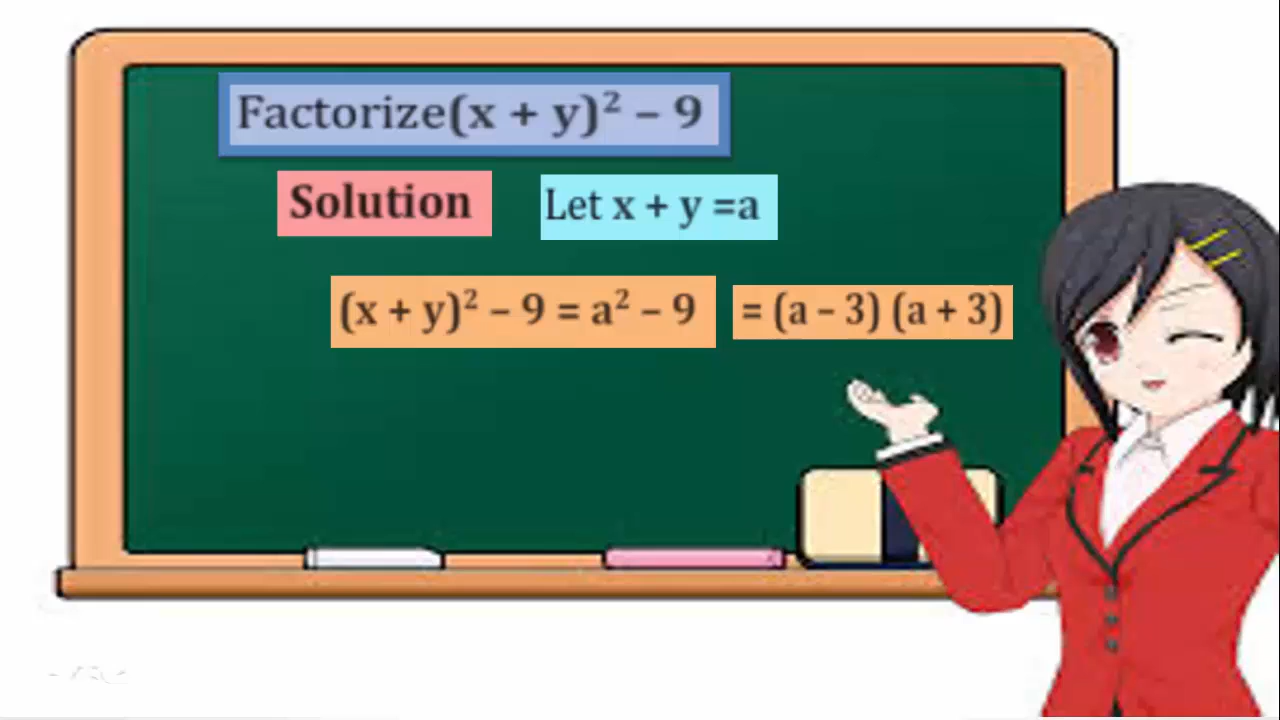 Factorize(x + y)² – 9
Solution
Let x + y =a
(x + y)² – 9 = a² – 9 = (a – 3) (a + 3)